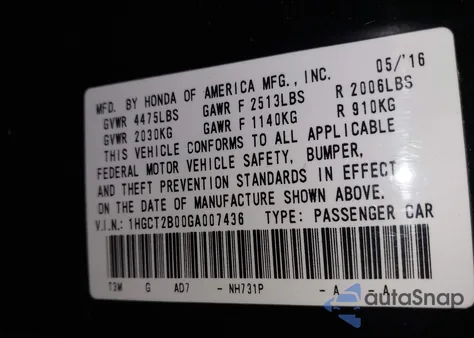 MFD. BY HONDA OF AMERICA MFG., INC. 05/'16
GVWR 4475LBS GAWR F 2513LBS R 2006LBS
GVWR 2030KG GAWR F 1140KG R 910KG
THIS VEHICLE CONFORMS TO ALL APPLICABLE
FEDERAL MOTOR VEHICLE SAFETY, BUMPER,
AND THEFT PREVENTION STANDARDS IN EFFECT
ON THE DATE OF MANUFACTURE SHOWN ABOVE.
V.I.N.: 1HGCT2B00GA007436 TYPE: PASSENGER CAR
T3M G AD7 - NH731P - A - A
autoSnap